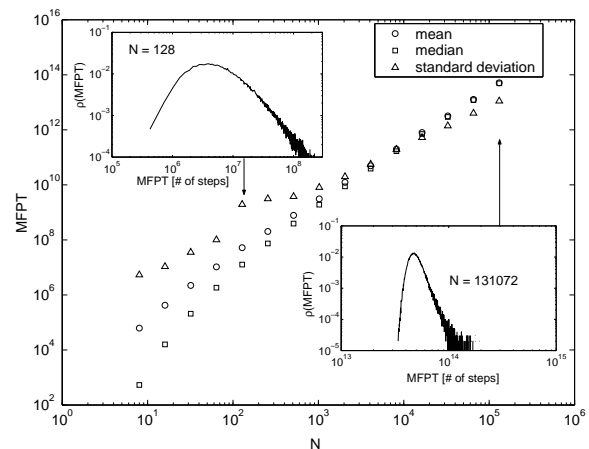 10^16
10^14
10^12
10^10
10^8
10^6
10^4
10^2
MFPT
10^0
10^1
10^2
10^3
10^4
10^5
10^6
N
mean
median
standard deviation
N = 128
10^-1
10^-2
10^-3
10^-4
ρ(MFPT)
10^5
10^6
10^7
10^8
MFPT [# of steps]
N = 131072
10^-1
10^-2
10^-3
10^-4
10^-5
ρ(MFPT)
10^13
10^14
10^15
MFPT [# of steps]